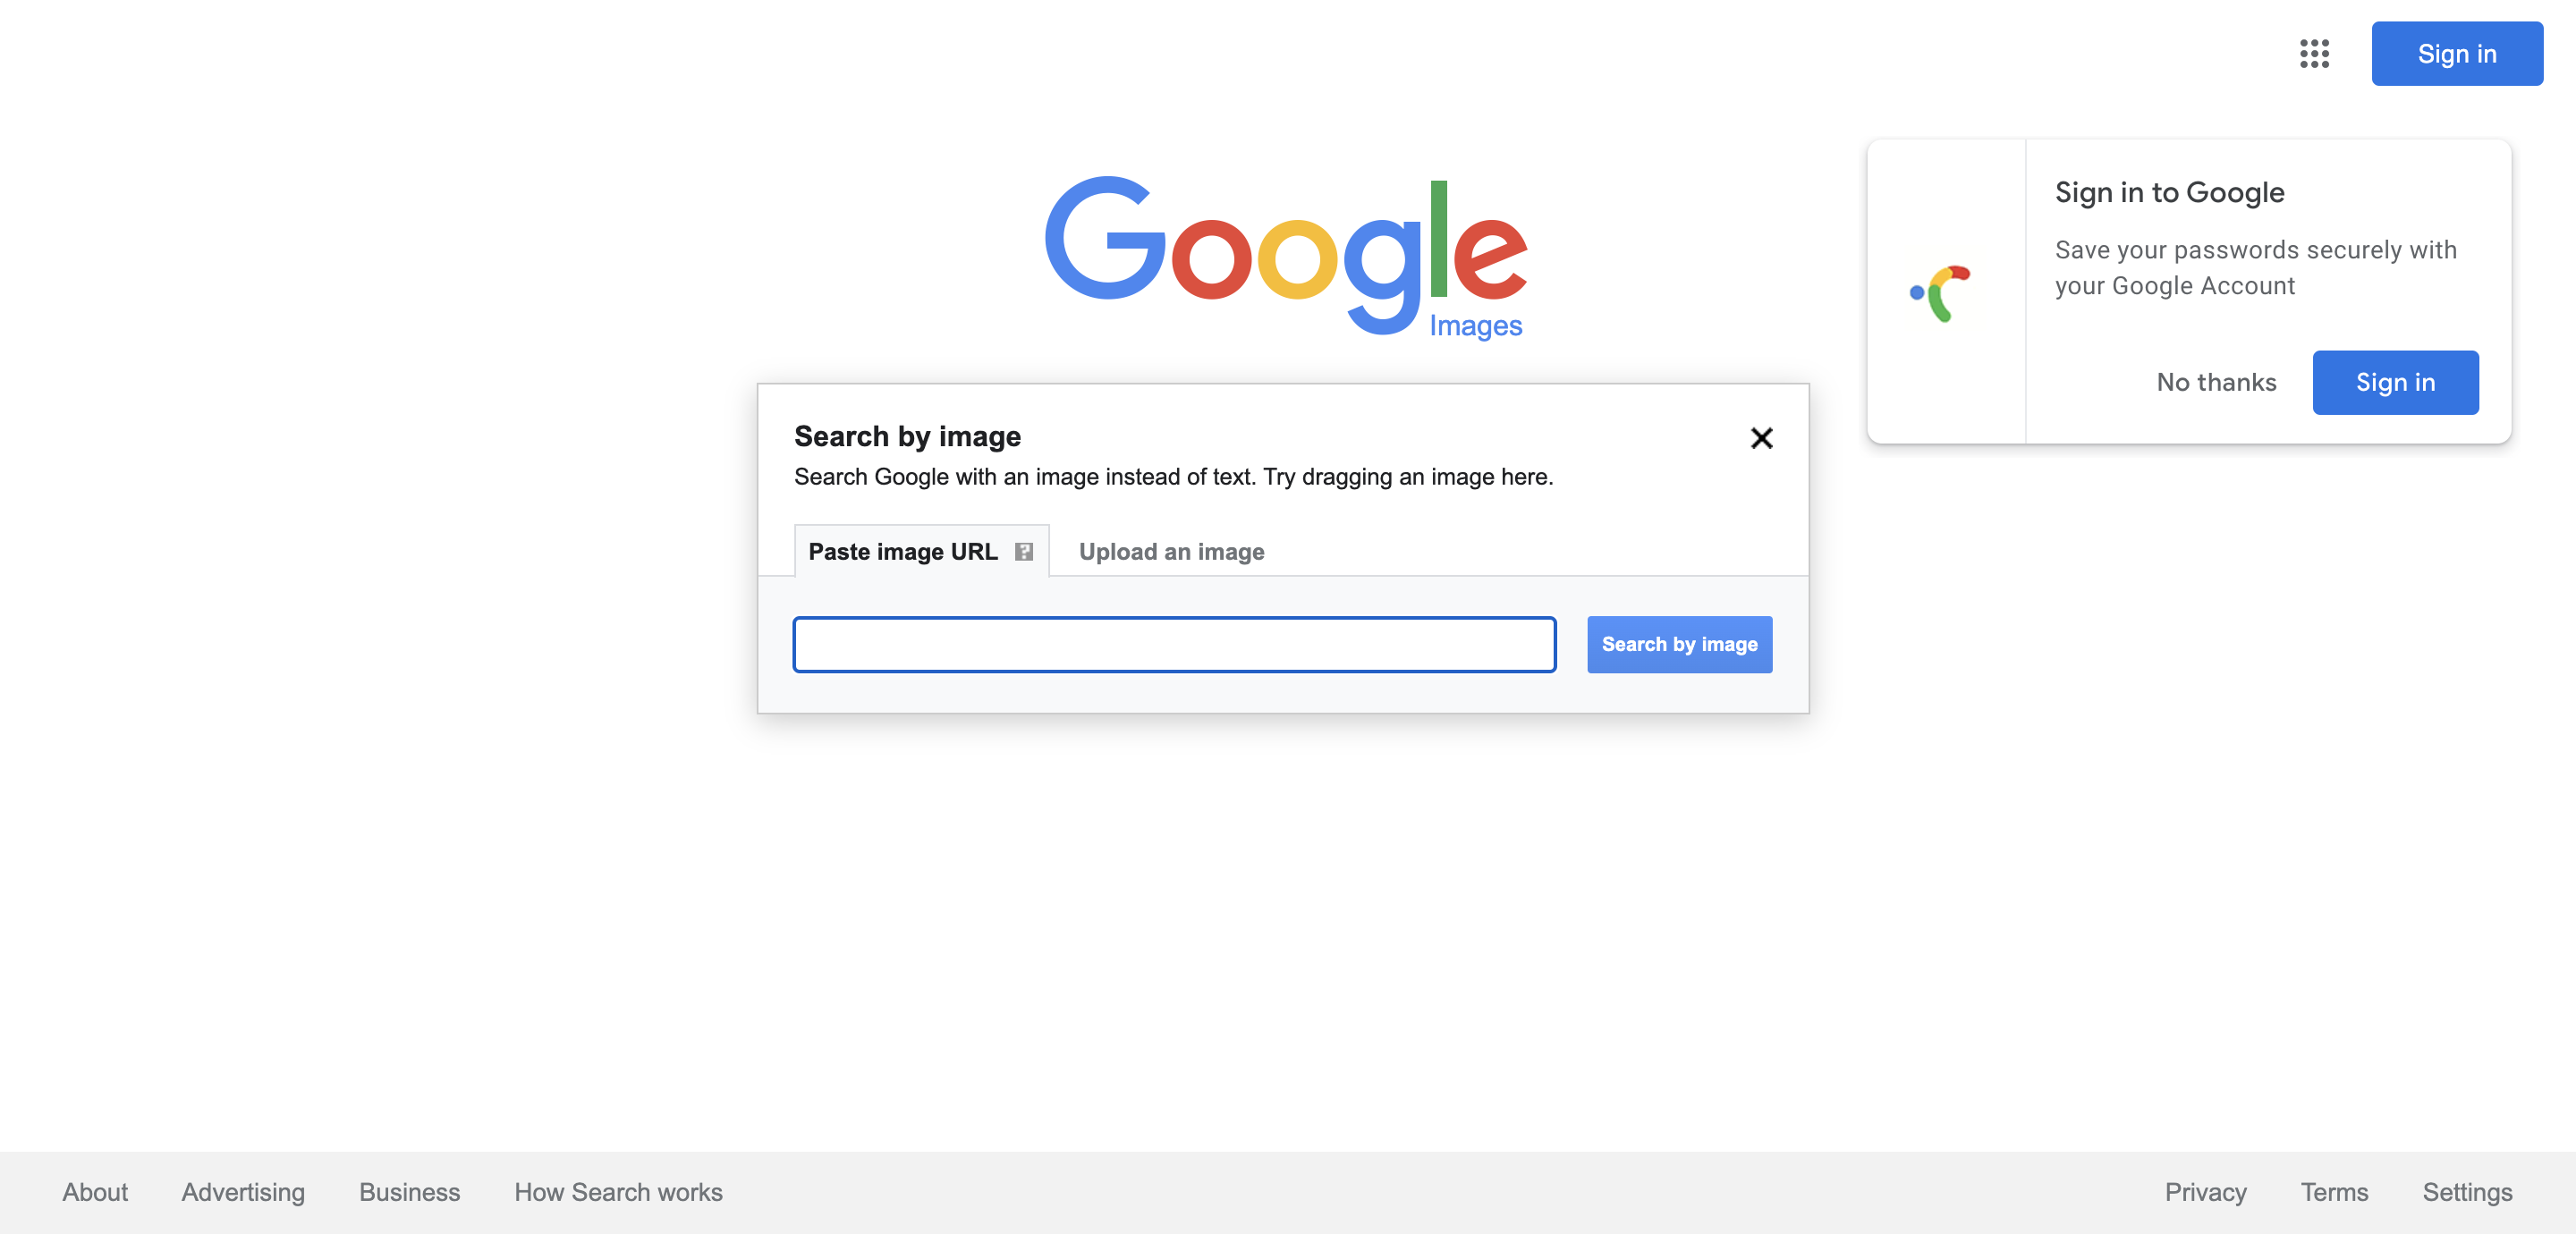 Sign in
Google
Images
Sign in to Google
Save your passwords securely with
your Google Account
No thanks
Sign in
Search by image
Search Google with an image instead of text. Try dragging an image here.
Paste image URL ?
Upload an image
Search by image
About
Advertising
Business
How Search works
Privacy
Terms
Settings